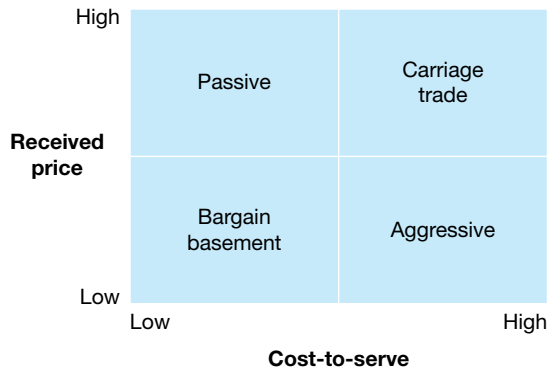 High
Passive
Carriage
trade
Received
price
Bargain
basement
Aggressive
Low
Low
High
Cost-to-serve